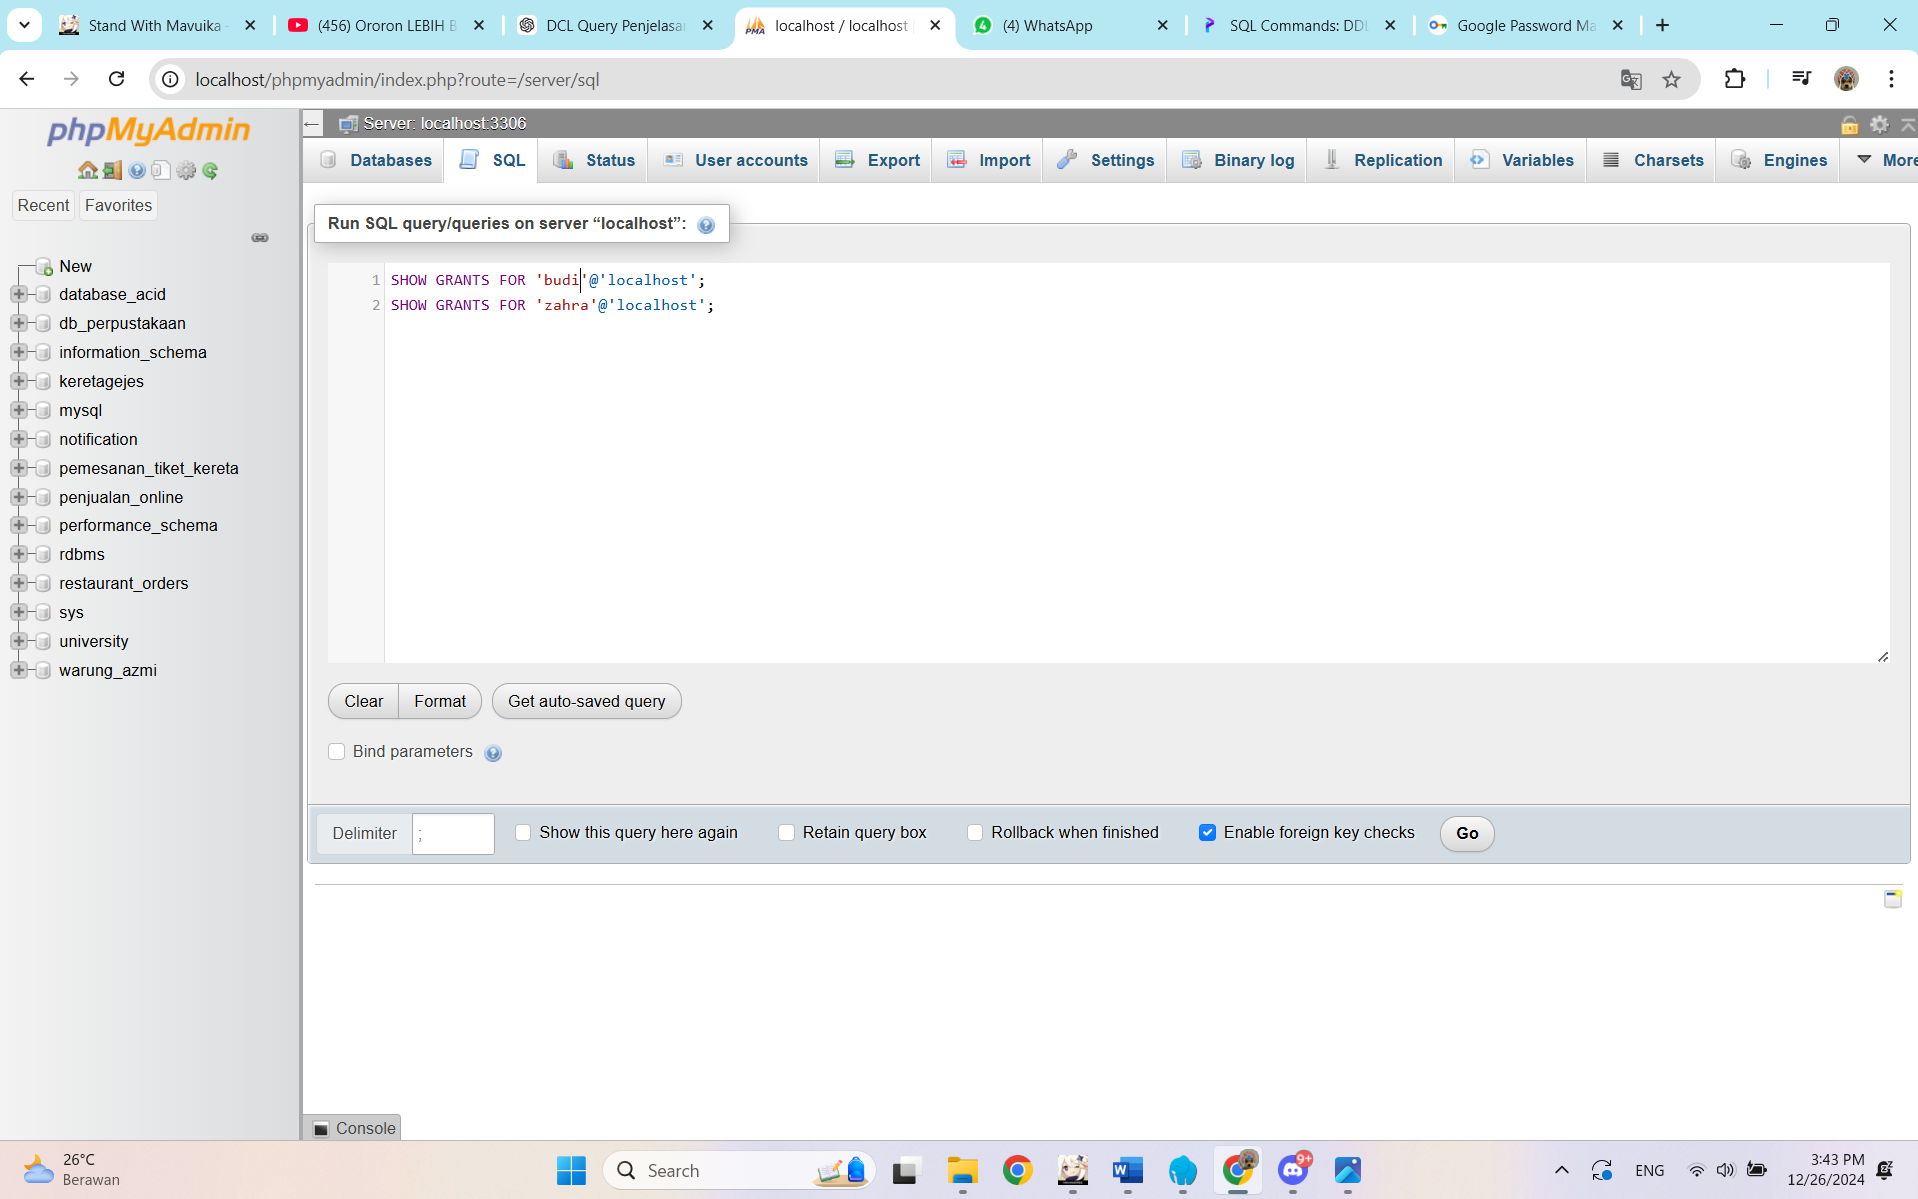 Stand With Mavuika -
(456) Ororon LEBIH B
DCL Query Penjelasan
localhost / localhost
(4) WhatsApp
SQL Commands: DDL
Google Password Ma
localhost/phpmyadmin/index.php?route=/server/sql
phpMyAdmin
Recent
Favorites
New
database_acid
db_perpustakaan
information_schema
keretagejes
mysql
notification
pemesanan_tiket_kereta
penjualan_online
performance_schema
rdbms
restaurant_orders
sys
university
warung_azmi
Server: localhost:3306
Databases
SQL
Status
User accounts
Export
Import
Settings
Binary log
Replication
Variables
Charsets
Engines
More
Run SQL query/queries on server “localhost”:
1 SHOW GRANTS FOR 'budi'@'localhost';
2 SHOW GRANTS FOR 'zahra'@'localhost';
Clear
Format
Get auto-saved query
Bind parameters
Delimiter ;
Show this query here again
Retain query box
Rollback when finished
Enable foreign key checks
Go
Console
26°C
Berawan
Search
9+
ENG
3:43 PM
12/26/2024